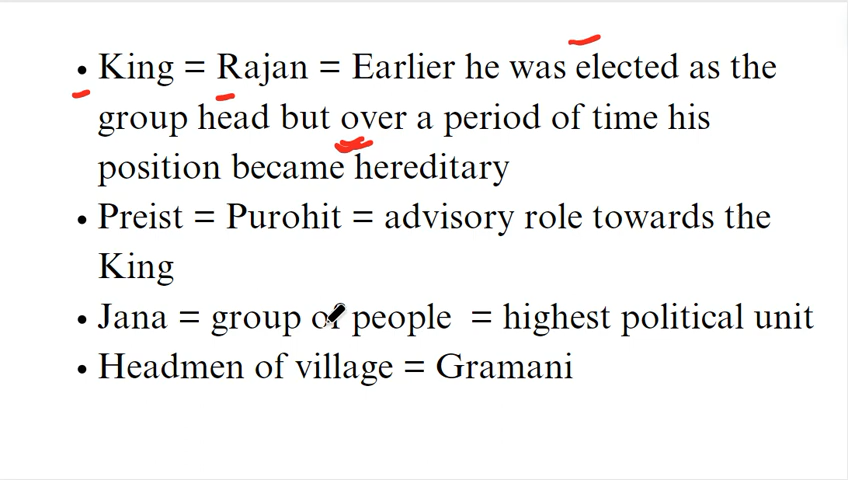 • King = Rajan = Earlier he was elected as the
group head but over a period of time his
position became hereditary
• Preist = Purohit = advisory role towards the
King
• Jana = group of people = highest political unit
• Headmen of village = Gramani